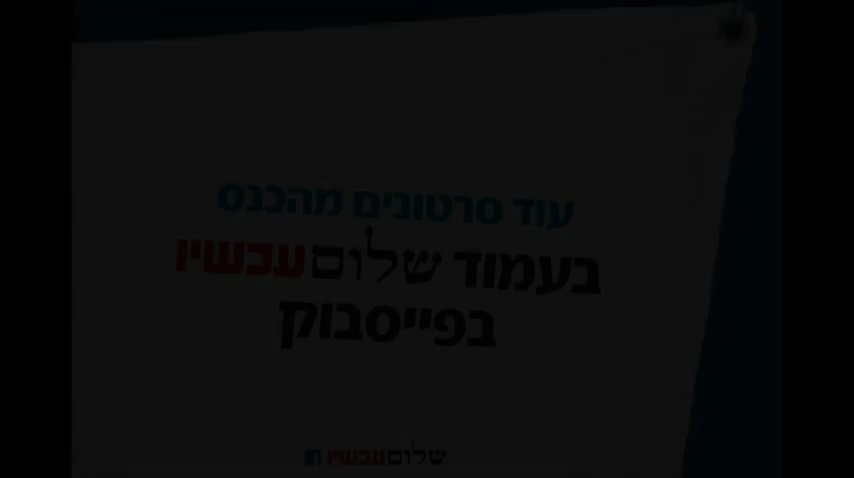 עוד סרטונים מהכנס
בעמוד שלום עכשיו
בפייסבוק
שלום עכשיו f